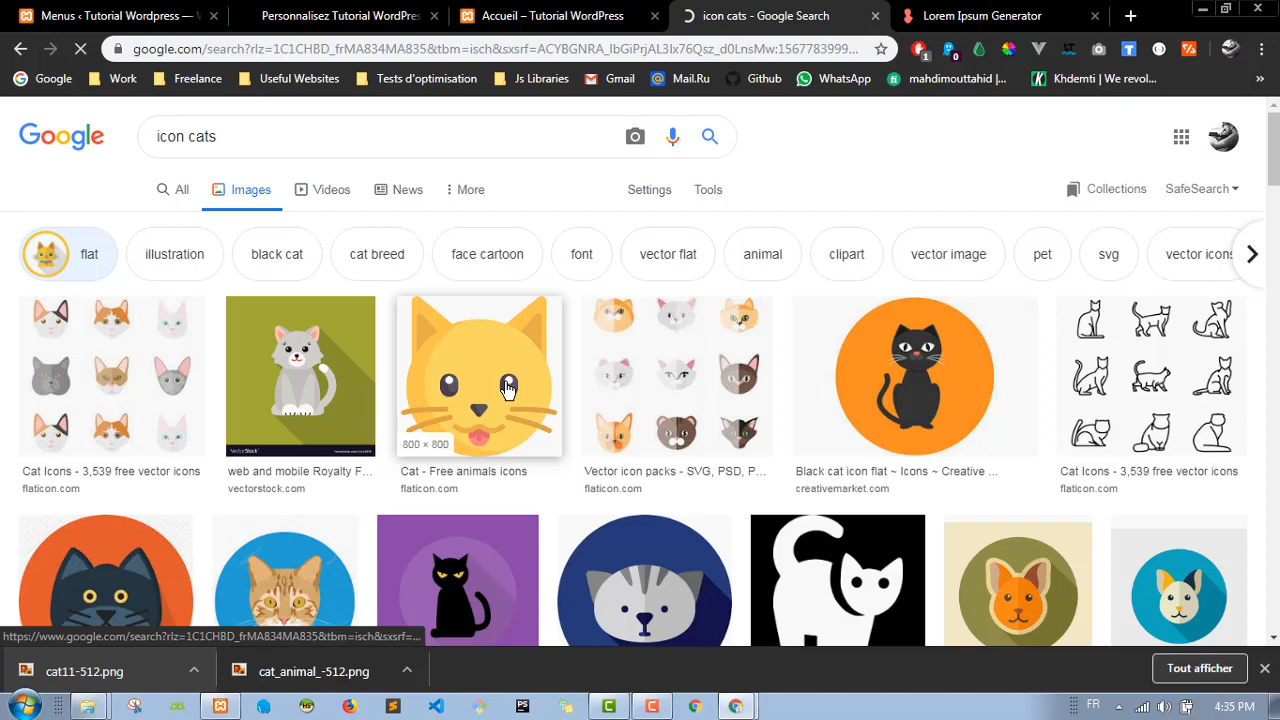 Menus ‹ Tutorial WordPress —
Personnalisez Tutorial WordPress
Accueil – Tutorial WordPress
icon cats - Google Search
Lorem Ipsum Generator
google.com/search?rlz=1C1CHBD_frMA834MA835&tbm=isch&sxsrf=ACYBGNRA_IbGiPrjAL3Ix76Qsz_d0LnsMw:1567783999...
Google
Work
Freelance
Useful Websites
Tests d'optimisation
Js Libraries
Gmail
Mail.Ru
Github
WhatsApp
mahdimouttahid |...
Khdemti | We revol...
»
Google
icon cats
All
Images
Videos
News
More
Settings
Tools
Collections
SafeSearch
flat
illustration
black cat
cat breed
face cartoon
font
vector flat
animal
clipart
vector image
pet
svg
vector icons
VectorStock
800 × 800
Cat Icons - 3,539 free vector icons
flaticon.com
web and mobile Royalty F...
vectorstock.com
Cat - Free animals icons
flaticon.com
Vector icon packs - SVG, PSD, P...
flaticon.com
Black cat icon flat ~ Icons ~ Creative ...
creativemarket.com
Cat Icons - 3,539 free vector icons
flaticon.com
https://www.google.com/search?rlz=1C1CHBD_frMA834MA835&tbm=isch&sxsrf=...
cat11-512.png
cat_animal_-512.png
Tout afficher
FR
4:35 PM